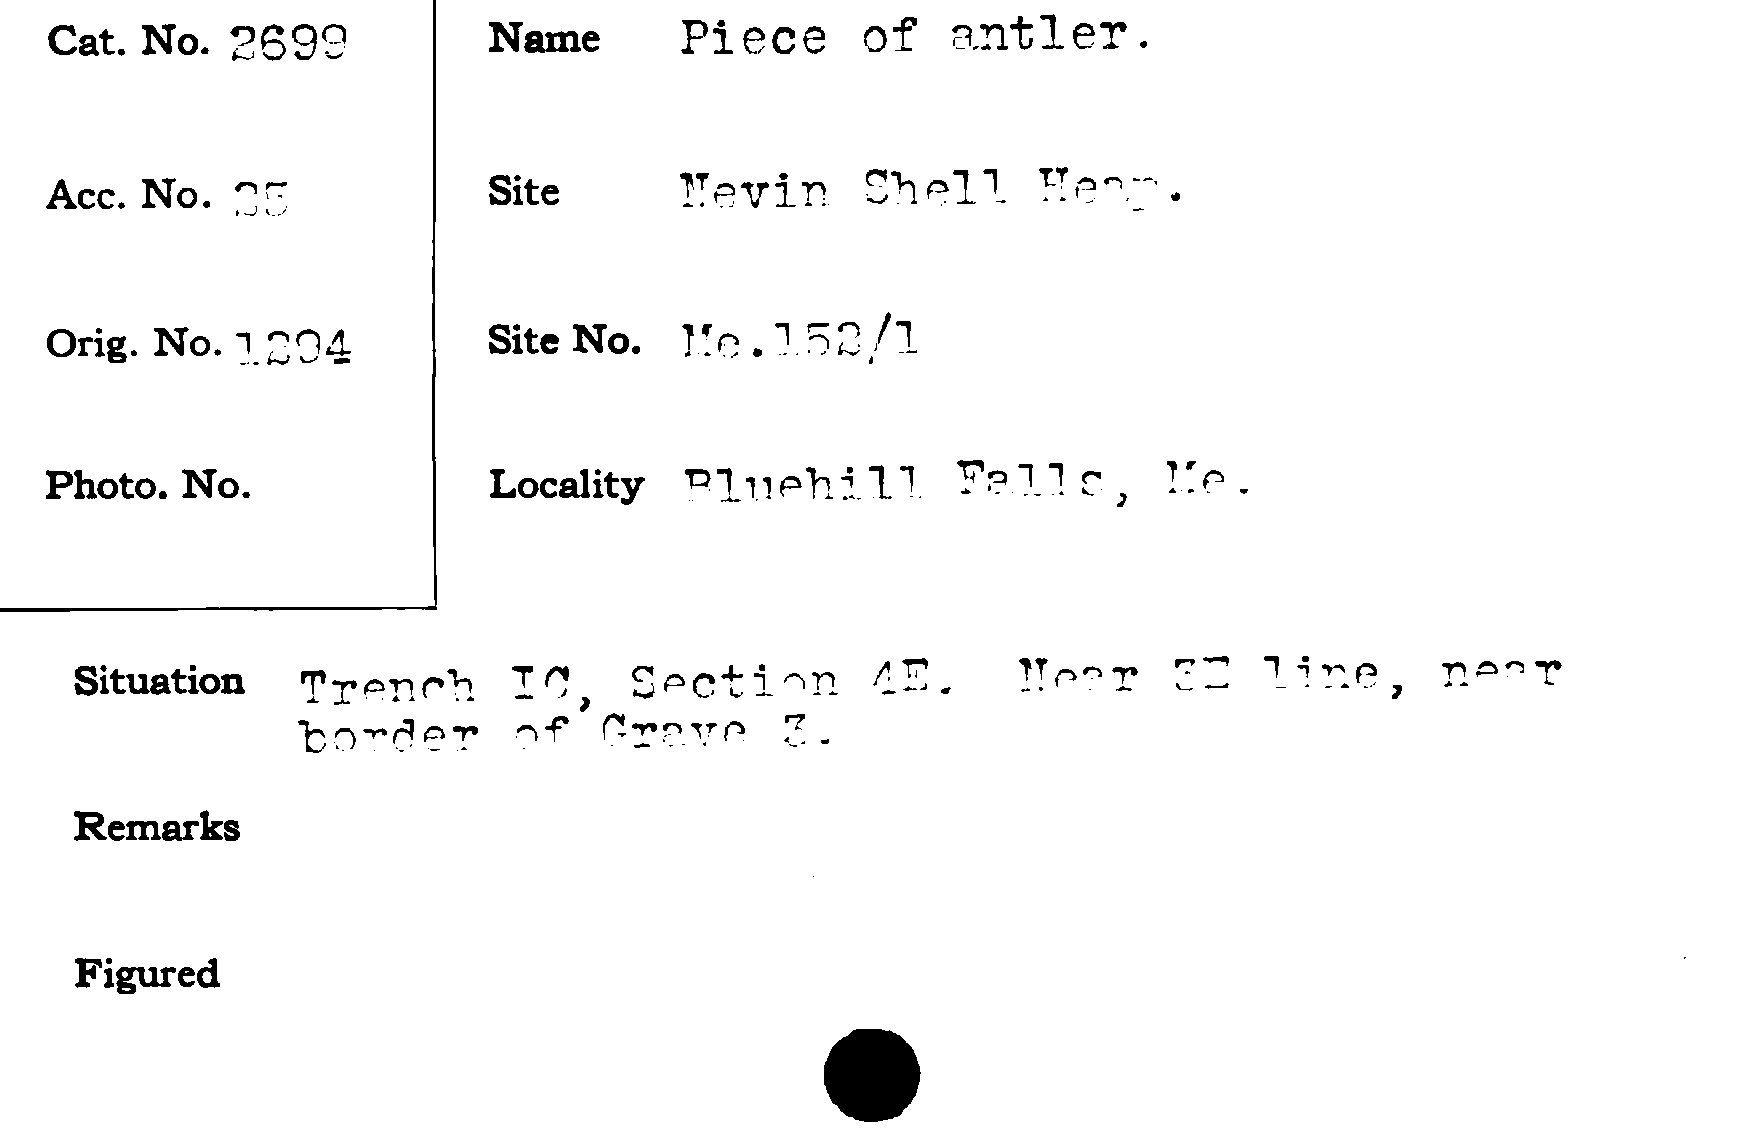 Cat. No. 2699
Name Piece of antler.
Acc. No. 35
Site Nevin Shell Heap.
Orig. No. 1294
Site No. Me.152/1
Photo. No.
Locality Bluehill Falls, Me.
Situation Trench IC, Section 4E. Near 3E line, near
border of Grave 3.
Remarks
Figured